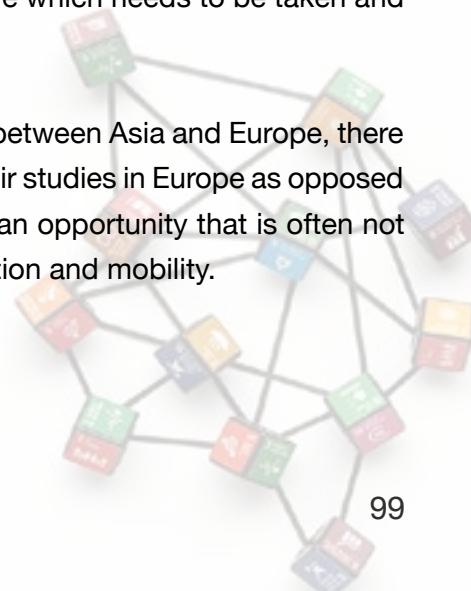 e which needs to be taken and
between Asia and Europe, there
ir studies in Europe as opposed
an opportunity that is often not
tion and mobility.
99